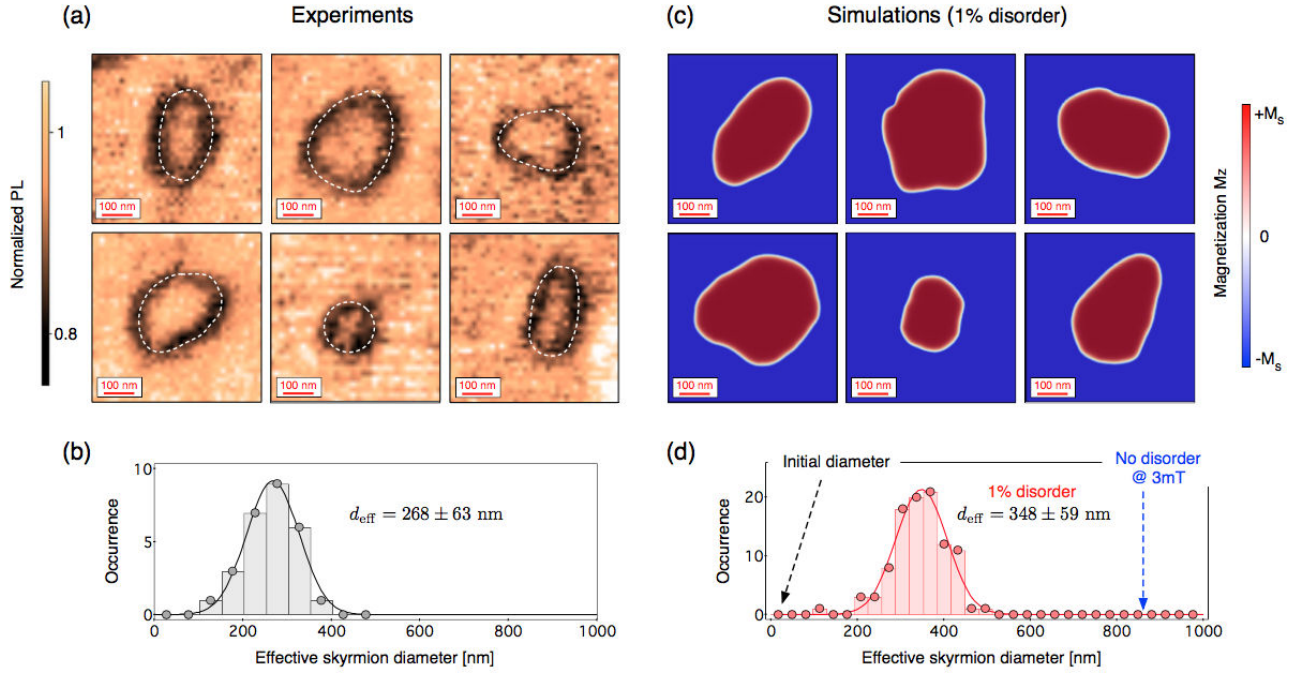 (a)
Experiments
Normalized PL
1
0.8
100 nm
100 nm
100 nm
100 nm
100 nm
100 nm
(c)
Simulations (1% disorder)
100 nm
100 nm
100 nm
100 nm
100 nm
100 nm
Magnetization Mz
+Ms
0
-Ms
(b)
Occurrence
10
5
0
d_eff = 268 ± 63 nm
0 200 400 600 800 1000
Effective skyrmion diameter [nm]
(d)
Occurrence
20
10
0
Initial diameter
1% disorder
d_eff = 348 ± 59 nm
No disorder
@ 3mT
0 200 400 600 800 1000
Effective skyrmion diameter [nm]